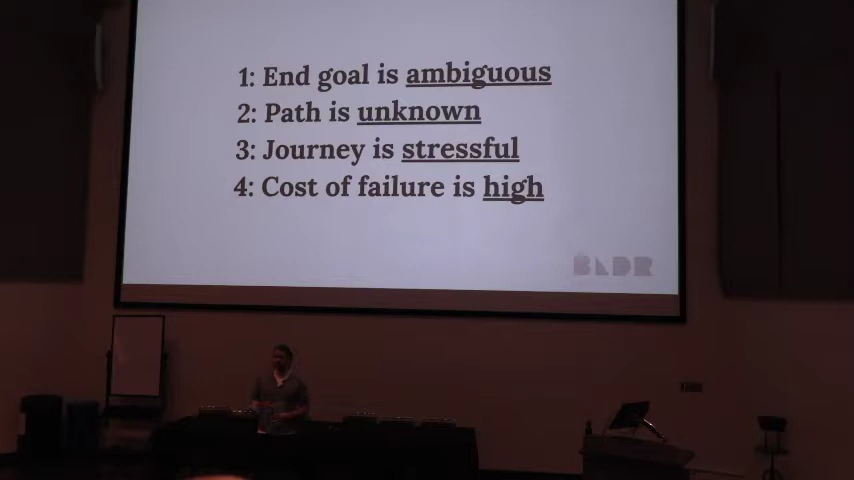 1: End goal is ambiguous
2: Path is unknown
3: Journey is stressful
4: Cost of failure is high
BLDR